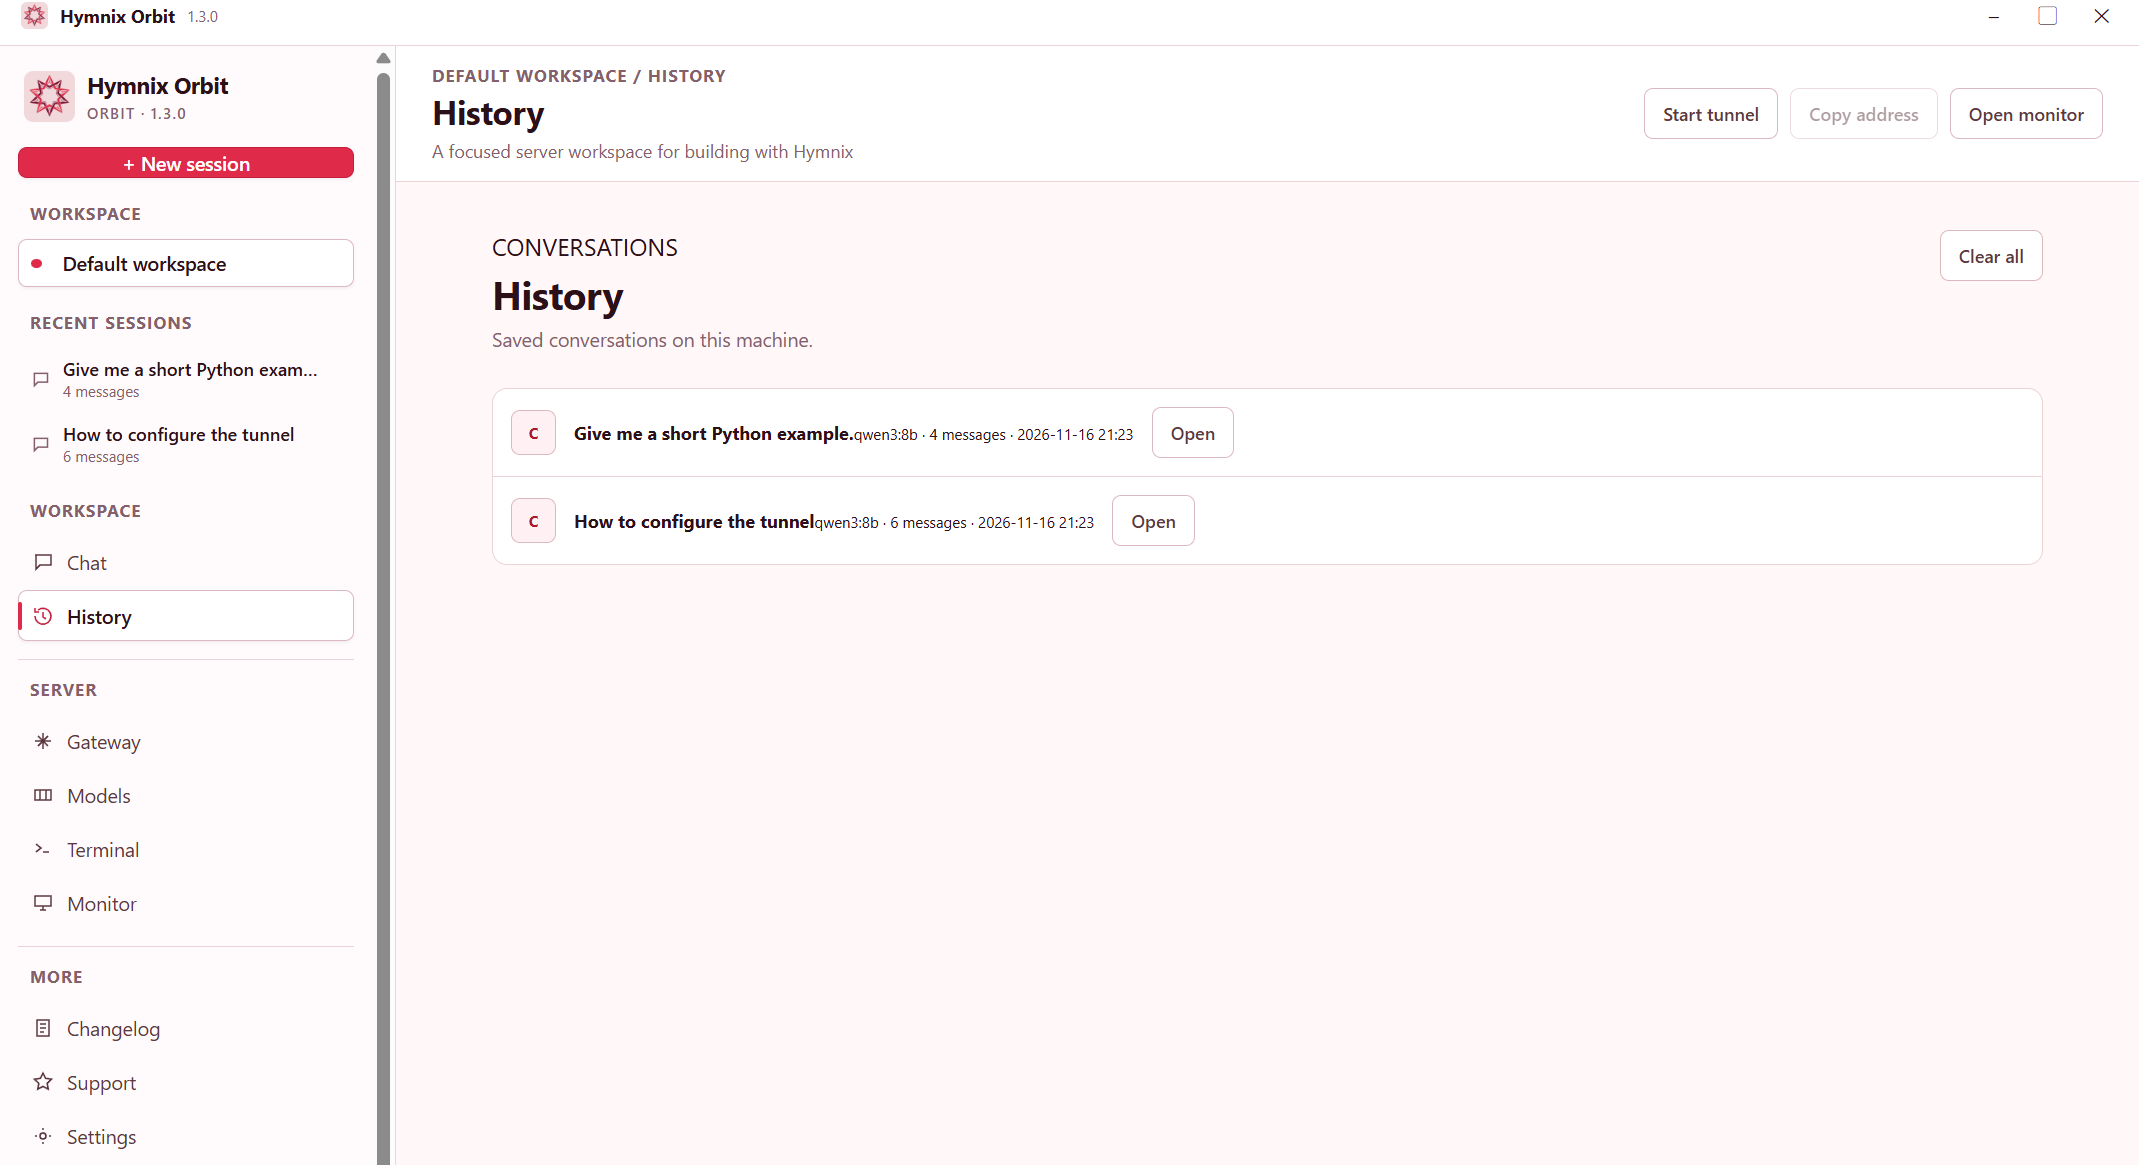 Hymnix Orbit 1.3.0
Hymnix Orbit
ORBIT · 1.3.0
+ New session
WORKSPACE
Default workspace
RECENT SESSIONS
Give me a short Python exam...
4 messages
How to configure the tunnel
6 messages
WORKSPACE
Chat
History
SERVER
Gateway
Models
Terminal
Monitor
MORE
Changelog
Support
Settings
DEFAULT WORKSPACE / HISTORY
History
A focused server workspace for building with Hymnix
Start tunnel
Copy address
Open monitor
CONVERSATIONS
History
Saved conversations on this machine.
Clear all
C Give me a short Python example.qwen3:8b · 4 messages · 2026-11-16 21:23 Open
C How to configure the tunnelqwen3:8b · 6 messages · 2026-11-16 21:23 Open